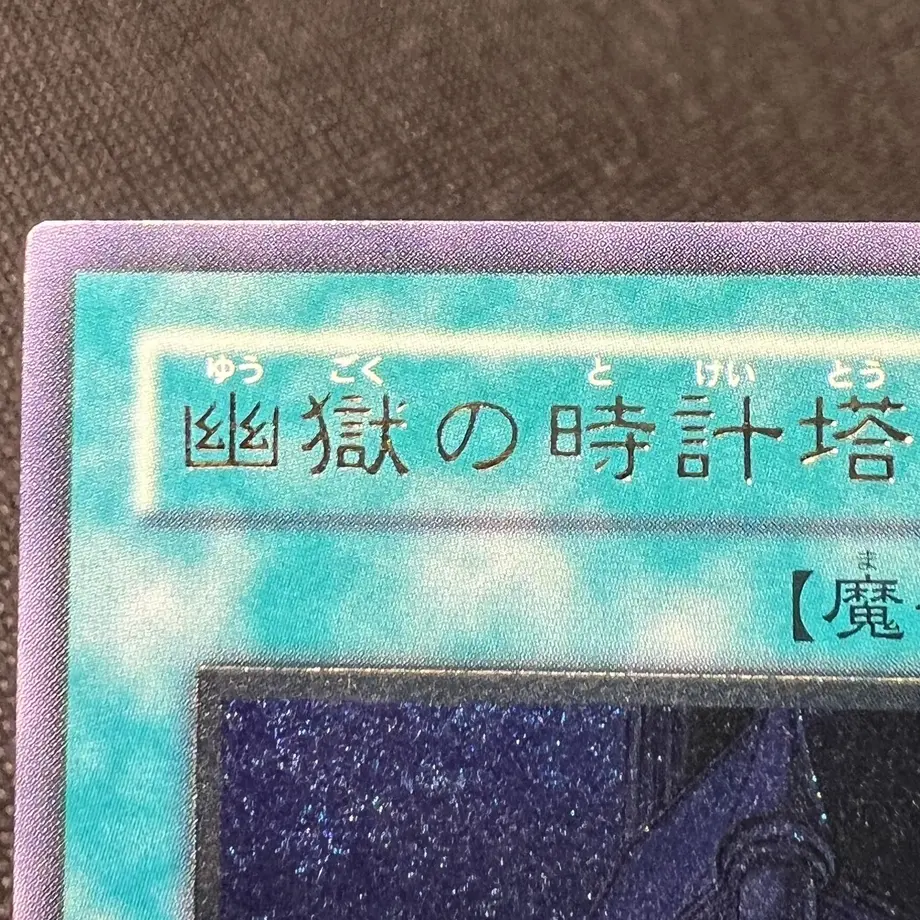 ゆう ごく と けい とう
幽獄の時計塔
ま
【魔